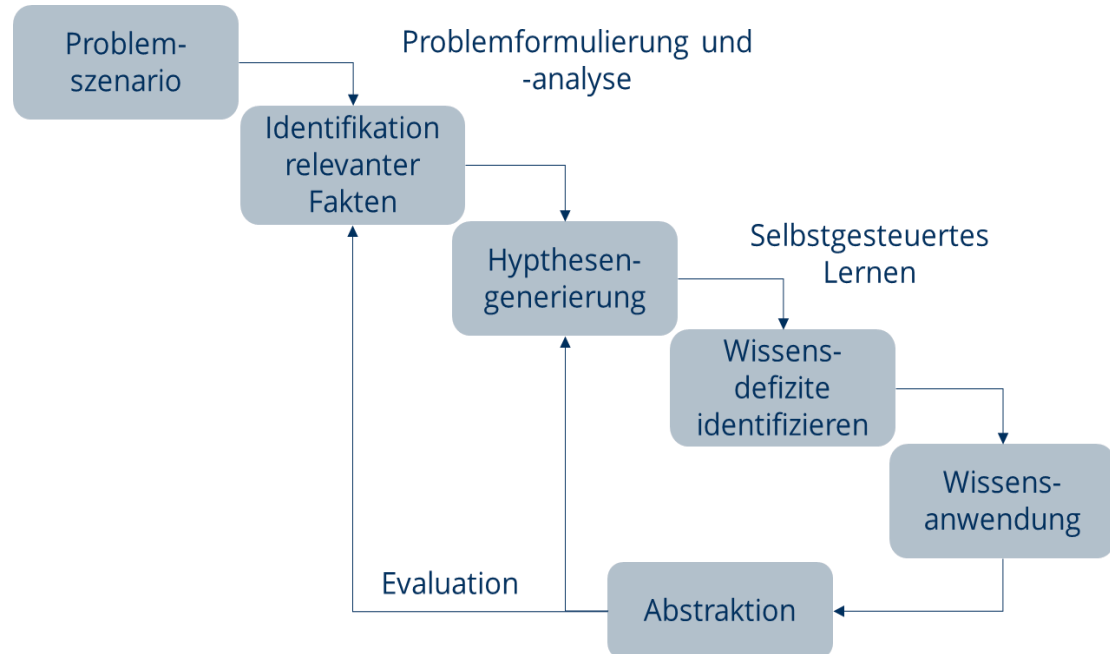 Problem-
szenario
Problemformulierung und
-analyse
Identifikation
relevanter
Fakten
Hypthesen-
generierung
Selbstgesteuertes
Lernen
Wissens-
defizite
identifizieren
Wissens-
anwendung
Evaluation
Abstraktion